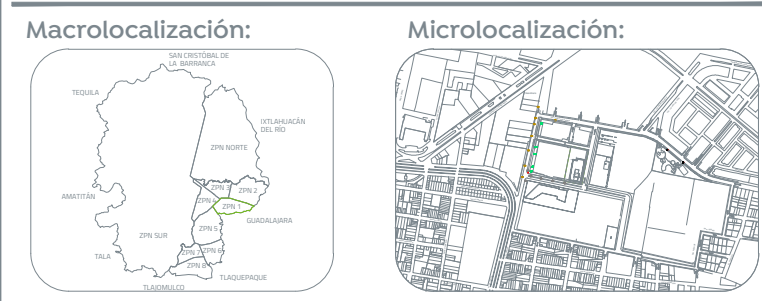 Macrolocalización:
Microlocalización:
SAN CRISTÓBAL DE
LA BARRANCA
TEQUILA
IXTLAHUACÁN
DEL RÍO
ZPN NORTE
ZPN 3
ZPN 2
ZPN 4
ZPN 1
AMATITÁN
GUADALAJARA
ZPN 5
ZPN SUR
ZPN 7
ZPN 6
TALA
ZPN 8
TLAQUEPAQUE
TLAJOMULCO